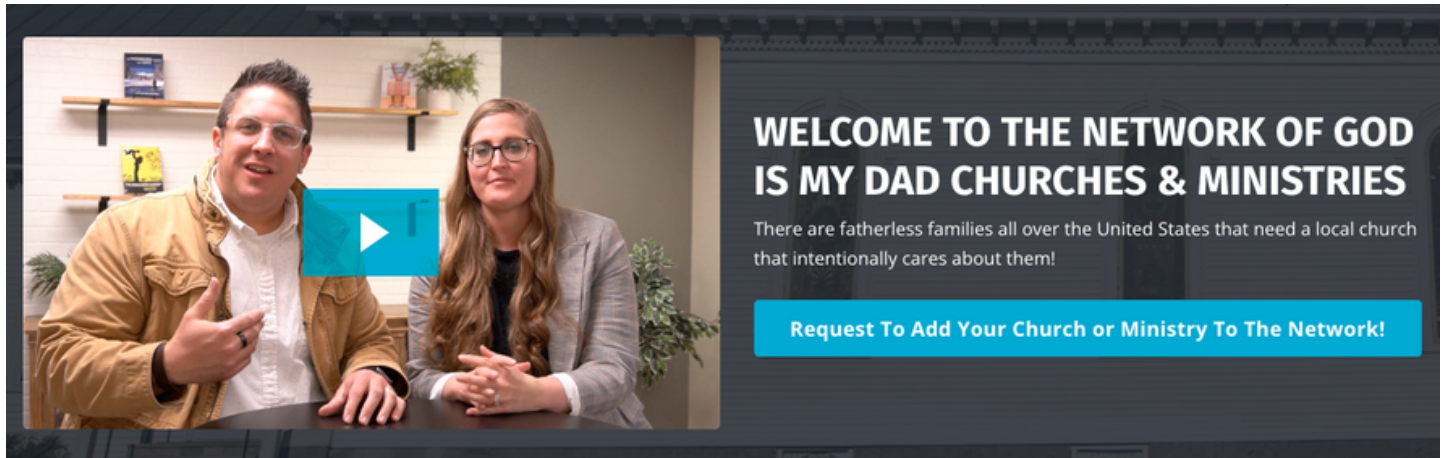 WELCOME TO THE NETWORK OF GOD
IS MY DAD CHURCHES & MINISTRIES
There are fatherless families all over the United States that need a local church
that intentionally cares about them!
Request To Add Your Church or Ministry To The Network!